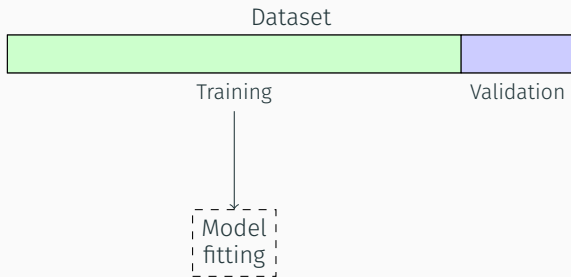 Dataset
Training
Validation
Model
fitting